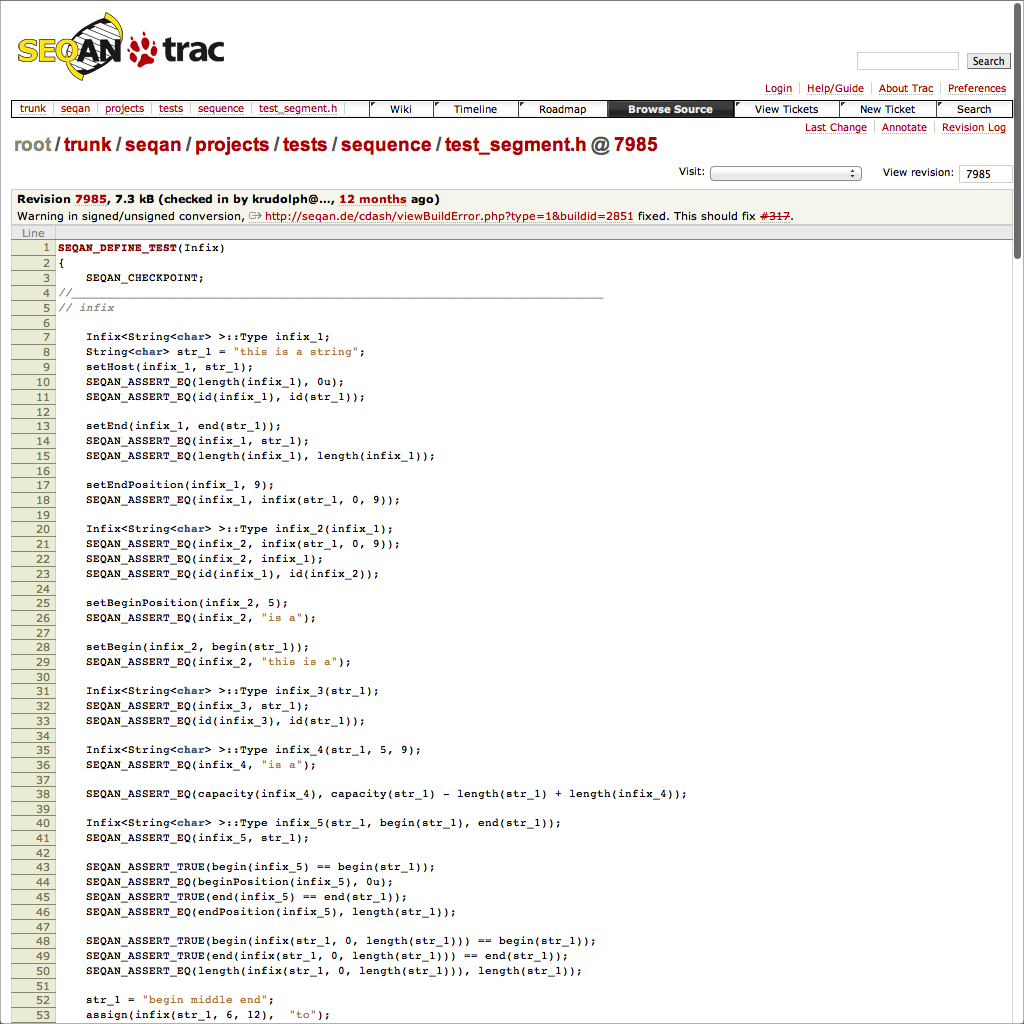 SEQAN trac
Search
Login Help/Guide About Trac Preferences
trunk seqan projects tests sequence test_segment.h Wiki Timeline Roadmap Browse Source View Tickets New Ticket Search
Last Change Annotate Revision Log
root / trunk / seqan / projects / tests / sequence / test_segment.h @ 7985
Visit: View revision: 7985
Revision 7985, 7.3 kB (checked in by krudolph@..., 12 months ago)
Warning in signed/unsigned conversion, http://seqan.de/cdash/viewBuildError.php?type=1&buildid=2851 fixed. This should fix #317.
Line
1 SEQAN_DEFINE_TEST(Infix)
2 {
3     SEQAN_CHECKPOINT;
4 //____________________________________________________________________________
5 // infix
6
7     Infix<String<char> >::Type infix_1;
8     String<char> str_1 = "this is a string";
9     setHost(infix_1, str_1);
10     SEQAN_ASSERT_EQ(length(infix_1), 0u);
11     SEQAN_ASSERT_EQ(id(infix_1), id(str_1));
12
13     setEnd(infix_1, end(str_1));
14     SEQAN_ASSERT_EQ(infix_1, str_1);
15     SEQAN_ASSERT_EQ(length(infix_1), length(infix_1));
16
17     setEndPosition(infix_1, 9);
18     SEQAN_ASSERT_EQ(infix_1, infix(str_1, 0, 9));
19
20     Infix<String<char> >::Type infix_2(infix_1);
21     SEQAN_ASSERT_EQ(infix_2, infix(str_1, 0, 9));
22     SEQAN_ASSERT_EQ(infix_2, infix_1);
23     SEQAN_ASSERT_EQ(id(infix_1), id(infix_2));
24
25     setBeginPosition(infix_2, 5);
26     SEQAN_ASSERT_EQ(infix_2, "is a");
27
28     setBegin(infix_2, begin(str_1));
29     SEQAN_ASSERT_EQ(infix_2, "this is a");
30
31     Infix<String<char> >::Type infix_3(str_1);
32     SEQAN_ASSERT_EQ(infix_3, str_1);
33     SEQAN_ASSERT_EQ(id(infix_3), id(str_1));
34
35     Infix<String<char> >::Type infix_4(str_1, 5, 9);
36     SEQAN_ASSERT_EQ(infix_4, "is a");
37
38     SEQAN_ASSERT_EQ(capacity(infix_4), capacity(str_1) - length(str_1) + length(infix_4));
39
40     Infix<String<char> >::Type infix_5(str_1, begin(str_1), end(str_1));
41     SEQAN_ASSERT_EQ(infix_5, str_1);
42
43     SEQAN_ASSERT_TRUE(begin(infix_5) == begin(str_1));
44     SEQAN_ASSERT_EQ(beginPosition(infix_5), 0u);
45     SEQAN_ASSERT_TRUE(end(infix_5) == end(str_1));
46     SEQAN_ASSERT_EQ(endPosition(infix_5), length(str_1));
47
48     SEQAN_ASSERT_TRUE(begin(infix(str_1, 0, length(str_1))) == begin(str_1));
49     SEQAN_ASSERT_TRUE(end(infix(str_1, 0, length(str_1))) == end(str_1));
50     SEQAN_ASSERT_EQ(length(infix(str_1, 0, length(str_1))), length(str_1));
51
52     str_1 = "begin middle end";
53     assign(infix(str_1, 6, 12),  "to");